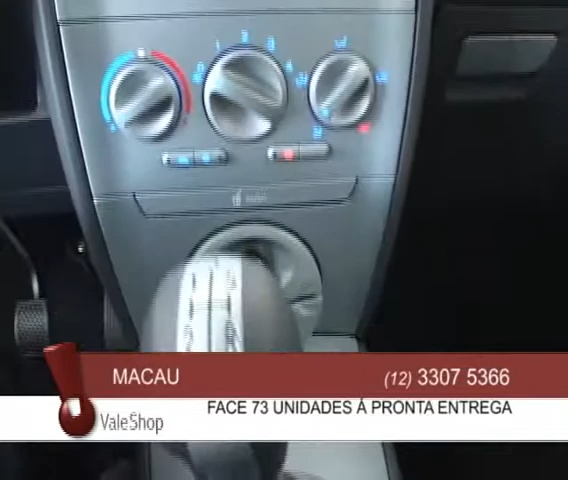 MACAU
(12) 3307 5366
FACE 73 UNIDADES Á PRONTA ENTREGA
ValeShop